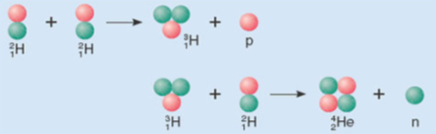 + → +
²₁H ²₁H ³₁H p
+ → +
³₁H ²₁H ⁴₂He n